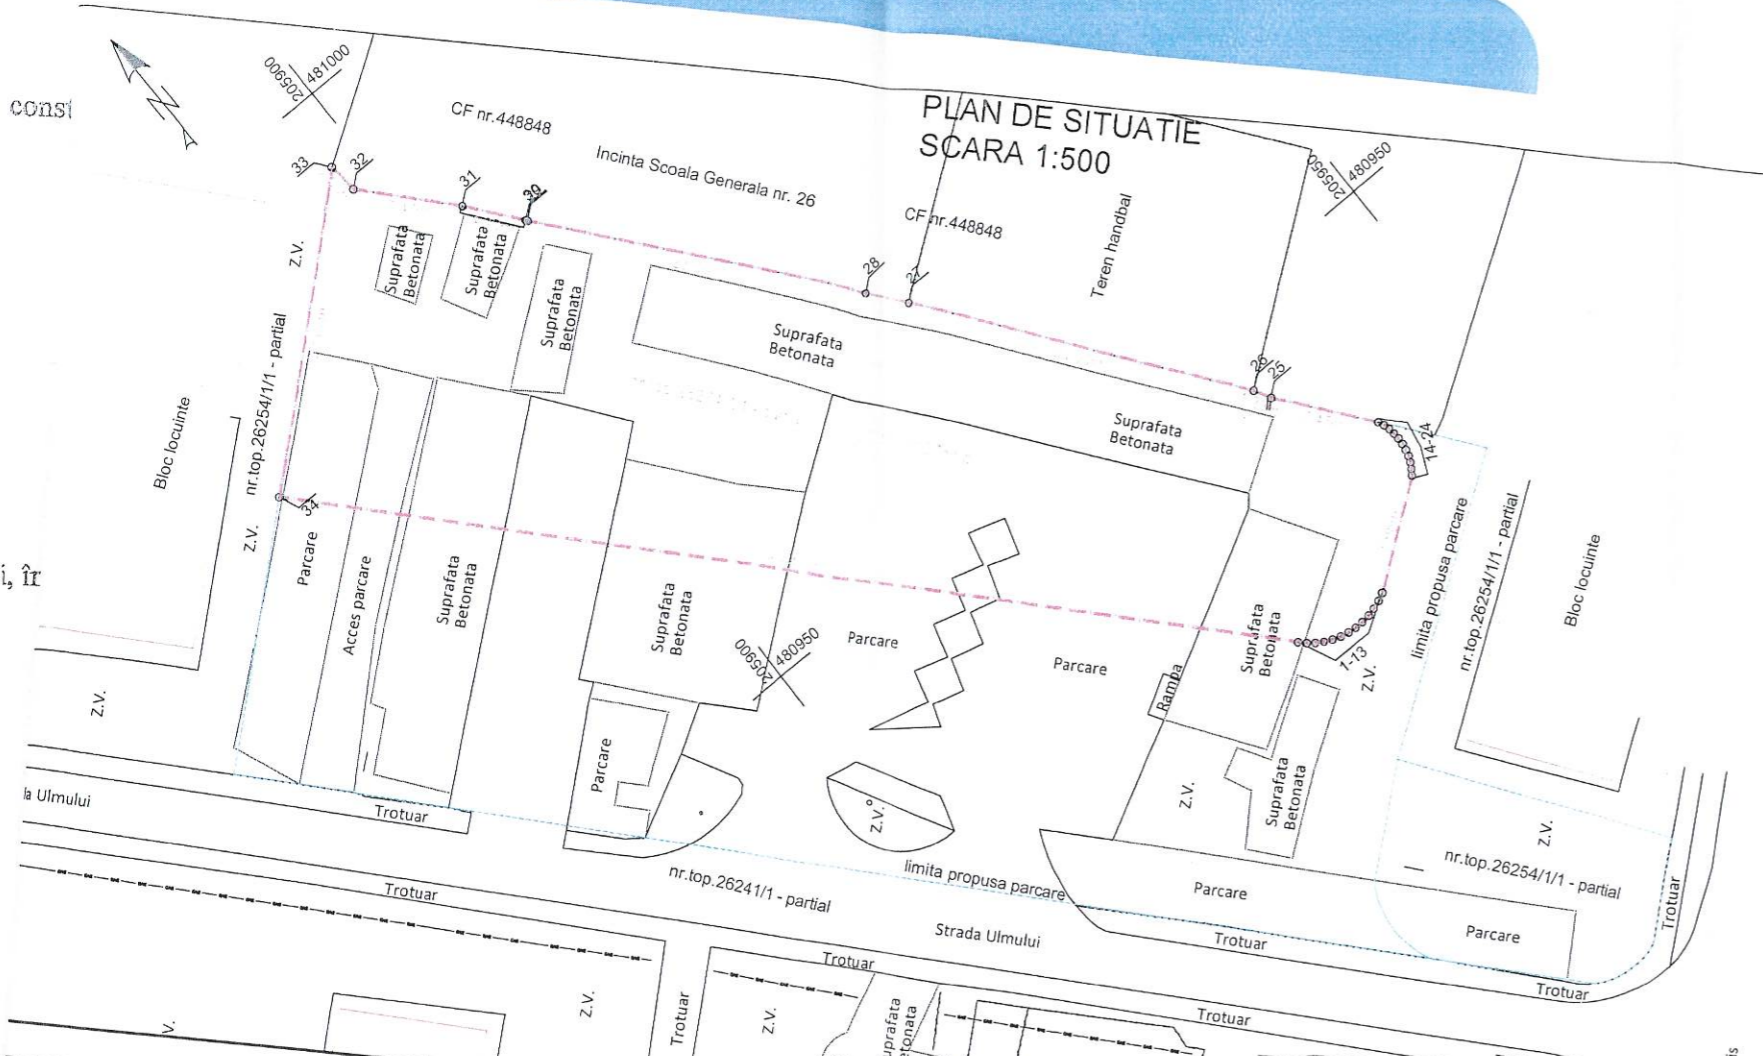 const
205900
481000
CF nr.448848
PLAN DE SITUATIE
SCARA 1:500
205950
480950
33
32
31
30
Incinta Scoala Generala nr. 26
CF nr.448848
Teren handbal
Z.V.
Suprafata
Betonata
Suprafata
Betonata
Suprafata
Betonata
28
27
Suprafata
Betonata
26
25
Suprafata
Betonata
14-24
Bloc locuinte
nr.top.26254/1/1 - partial
Z.V.
34
Parcare
Acces parcare
Suprafata
Betonata
Suprafata
Betonata
205900
480950
Parcare
Parcare
Rampa
Suprafata
Betonata
1-13
Z.V.
limita propusa parcare
nr.top.26254/1/1 - partial
Bloc locuinte
i, îr
Z.V.
Parcare
Z.V.
Z.V.
Suprafata
Betonata
Z.V.
la Ulmului
Trotuar
nr.top.26241/1 - partial
limita propusa parcare
Parcare
nr.top.26254/1/1 - partial
Parcare
Trotuar
Trotuar
Strada Ulmului
Trotuar
Trotuar
Trotuar
Z.V.
Trotuar
Z.V.
Suprafata
Betonata
Trotuar
V.
is